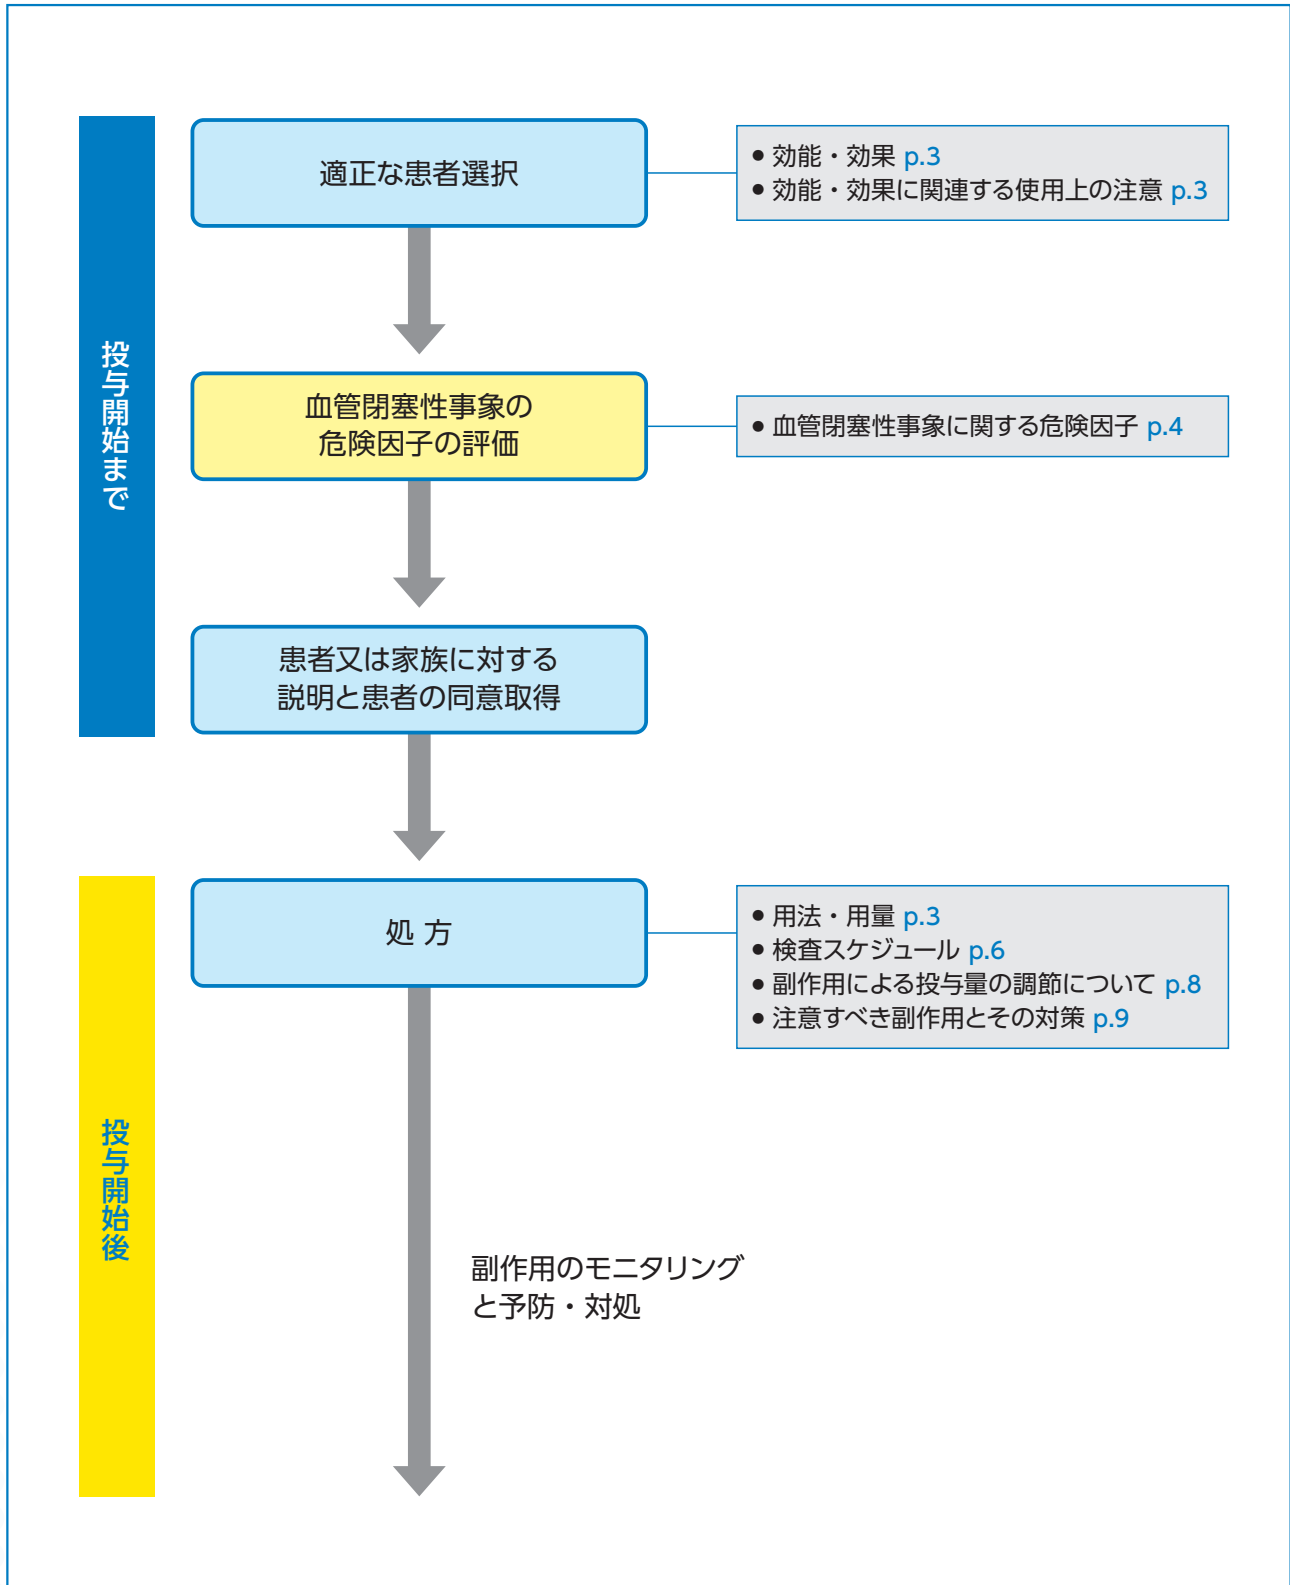 投与開始まで
適正な患者選択
● 効能・効果 p.3
● 効能・効果に関連する使用上の注意 p.3
血管閉塞性事象の
危険因子の評価
● 血管閉塞性事象に関する危険因子 p.4
患者又は家族に対する
説明と患者の同意取得
投与開始後
処 方
● 用法・用量 p.3
● 検査スケジュール p.6
● 副作用による投与量の調節について p.8
● 注意すべき副作用とその対策 p.9
副作用のモニタリング
と予防・対処